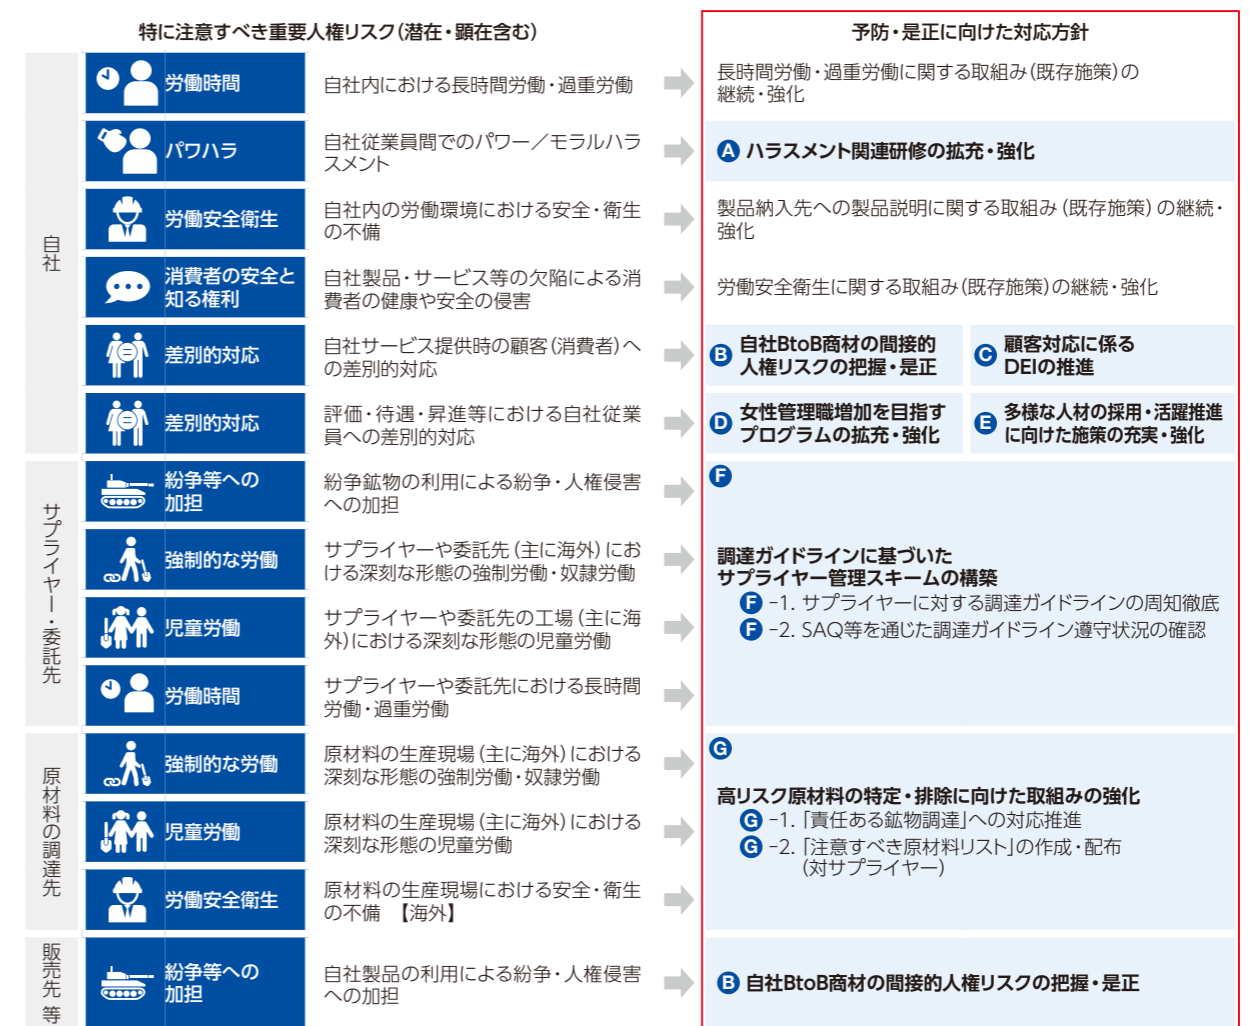 特に注意すべき重要人権リスク(潜在・顕在含む)
予防・是正に向けた対応方針
自社
労働時間
自社内における長時間労働・過重労働
長時間労働・過重労働に関する取組み(既存施策)の
継続・強化
パワハラ
自社従業員間でのパワー／モラルハラ
スメント
A ハラスメント関連研修の拡充・強化
労働安全衛生
自社内の労働環境における安全・衛生
の不備
製品納入先への製品説明に関する取組み(既存施策)の継続・
強化
消費者の安全と
知る権利
自社製品・サービス等の欠陥による消
費者の健康や安全の侵害
労働安全衛生に関する取組み(既存施策)の継続・強化
差別的対応
自社サービス提供時の顧客(消費者)へ
の差別的対応
B 自社BtoB商材の間接的
人権リスクの把握・是正
C 顧客対応に係る
DEIの推進
差別的対応
評価・待遇・昇進等における自社従業
員への差別的対応
D 女性管理職増加を目指す
プログラムの拡充・強化
E 多様な人材の採用・活躍推進
に向けた施策の充実・強化
サプライヤー・委託先
紛争等への
加担
紛争鉱物の利用による紛争・人権侵害
への加担
強制的な労働
サプライヤーや委託先(主に海外)にお
ける深刻な形態の強制労働・奴隷労働
児童労働
サプライヤーや委託先の工場(主に海
外)における深刻な形態の児童労働
労働時間
サプライヤーや委託先における長時間
労働・過重労働
F
調達ガイドラインに基づいた
サプライヤー管理スキームの構築
F -1. サプライヤーに対する調達ガイドラインの周知徹底
F -2. SAQ等を通じた調達ガイドライン遵守状況の確認
原材料の調達先
強制的な労働
原材料の生産現場(主に海外)における
深刻な形態の強制労働・奴隷労働
児童労働
原材料の生産現場(主に海外)における
深刻な形態の児童労働
労働安全衛生
原材料の生産現場における安全・衛生
の不備 【海外】
G
高リスク原材料の特定・排除に向けた取組みの強化
G -1. 「責任ある鉱物調達」への対応推進
G -2. 「注意すべき原材料リスト」の作成・配布
(対サプライヤー)
販売先 等
紛争等への
加担
自社製品の利用による紛争・人権侵害
への加担
B 自社BtoB商材の間接的人権リスクの把握・是正